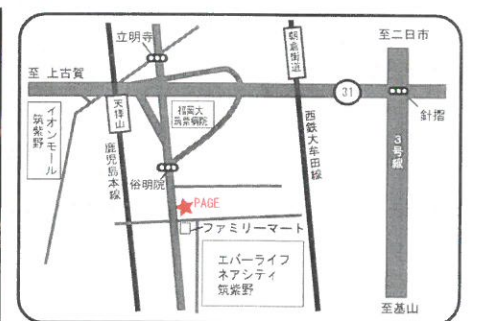 立明寺
朝倉街道
至二日市
至 上古賀
31
針摺
天拝山
福岡大
筑紫病院
イオンモール
筑紫野
鹿児島本線
西鉄大牟田線
3号線
俗明院
PAGE
ファミリーマート
エバーライフ
ネアシティ
筑紫野
至基山